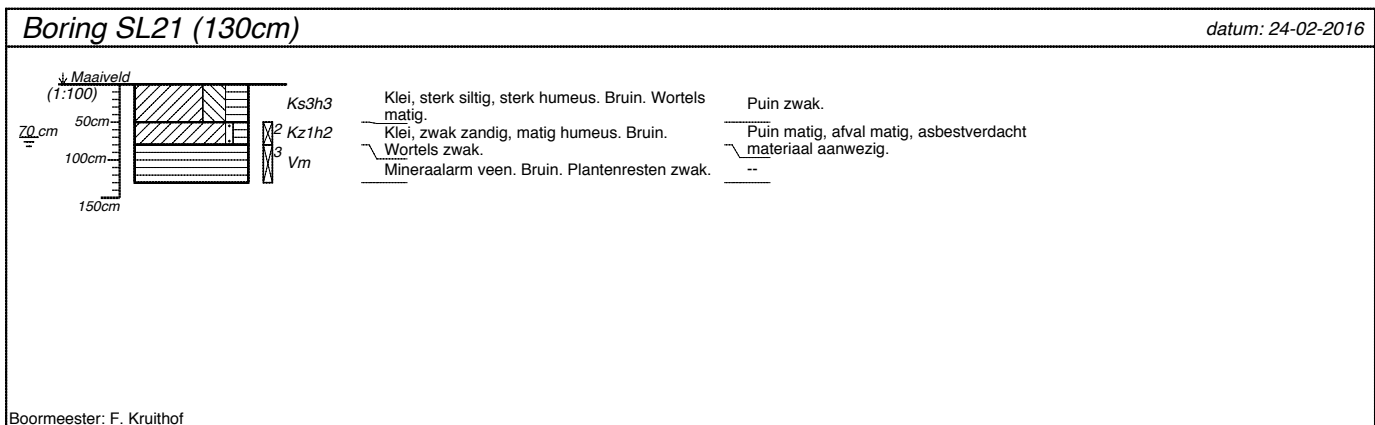 Boring SL21 (130cm)
datum: 24-02-2016
Maaiveld
(1:100)
50cm
70 cm
100cm
150cm
2
3
Ks3h3
Kz1h2
Vm
Klei, sterk siltig, sterk humeus. Bruin. Wortels
matig.
Klei, zwak zandig, matig humeus. Bruin.
Wortels zwak.
Mineraalarm veen. Bruin. Plantenresten zwak.
Puin zwak.
Puin matig, afval matig, asbestverdacht
materiaal aanwezig.
--
Boormeester: F. Kruithof